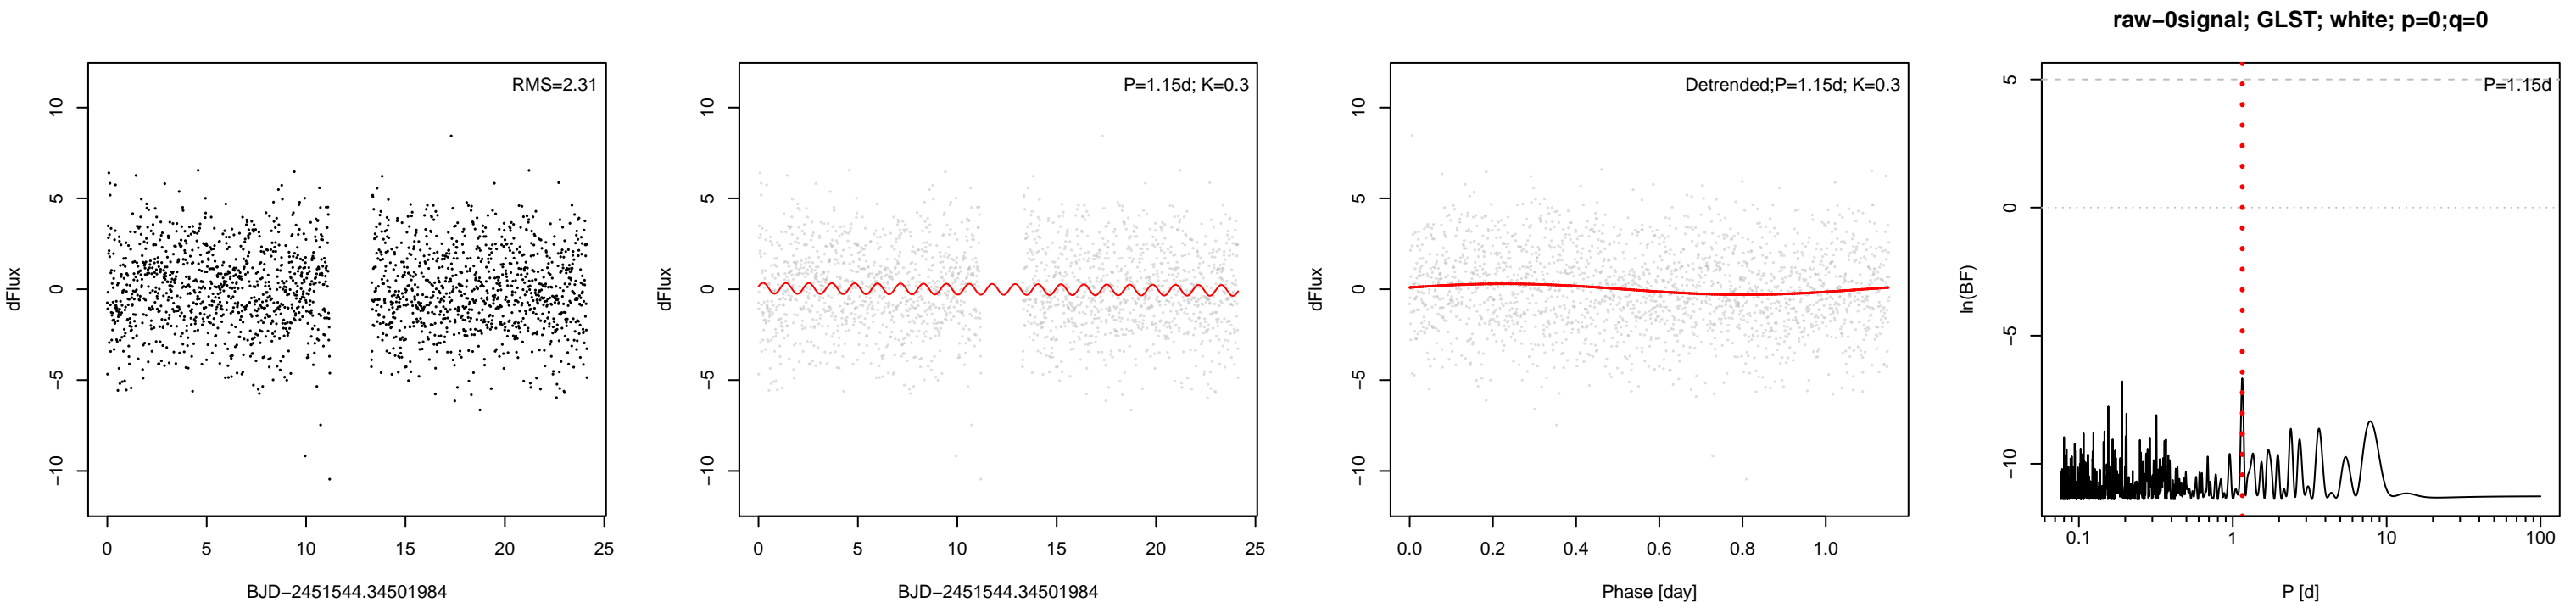 raw−0signal; GLST; white; p=0;q=0
RMS=2.31
dFlux
10
5
0
−5
−10
0 5 10 15 20 25
BJD−2451544.34501984
P=1.15d; K=0.3
dFlux
10
5
0
−5
−10
0 5 10 15 20 25
BJD−2451544.34501984
Detrended;P=1.15d; K=0.3
dFlux
10
5
0
−5
−10
0.0 0.2 0.4 0.6 0.8 1.0
Phase [day]
P=1.15d
ln(BF)
5
0
−5
−10
0.1 1 10 100
P [d]